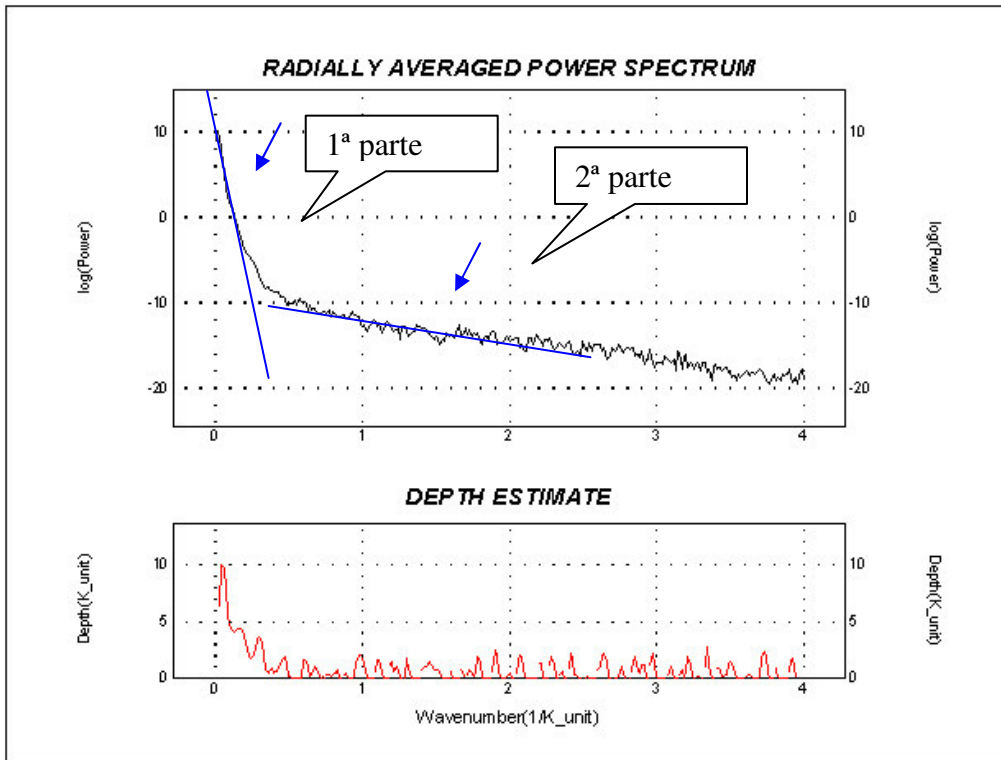 RADIALLY AVERAGED POWER SPECTRUM
1ª parte
2ª parte
log(Power)
10
0
-10
-20
10
0
-10
-20
log(Power)
0 1 2 3 4
DEPTH ESTIMATE
Depth(K_unit)
10
5
0
10
5
0
Depth(K_unit)
0 1 2 3 4
Wavenumber(1/K_unit)